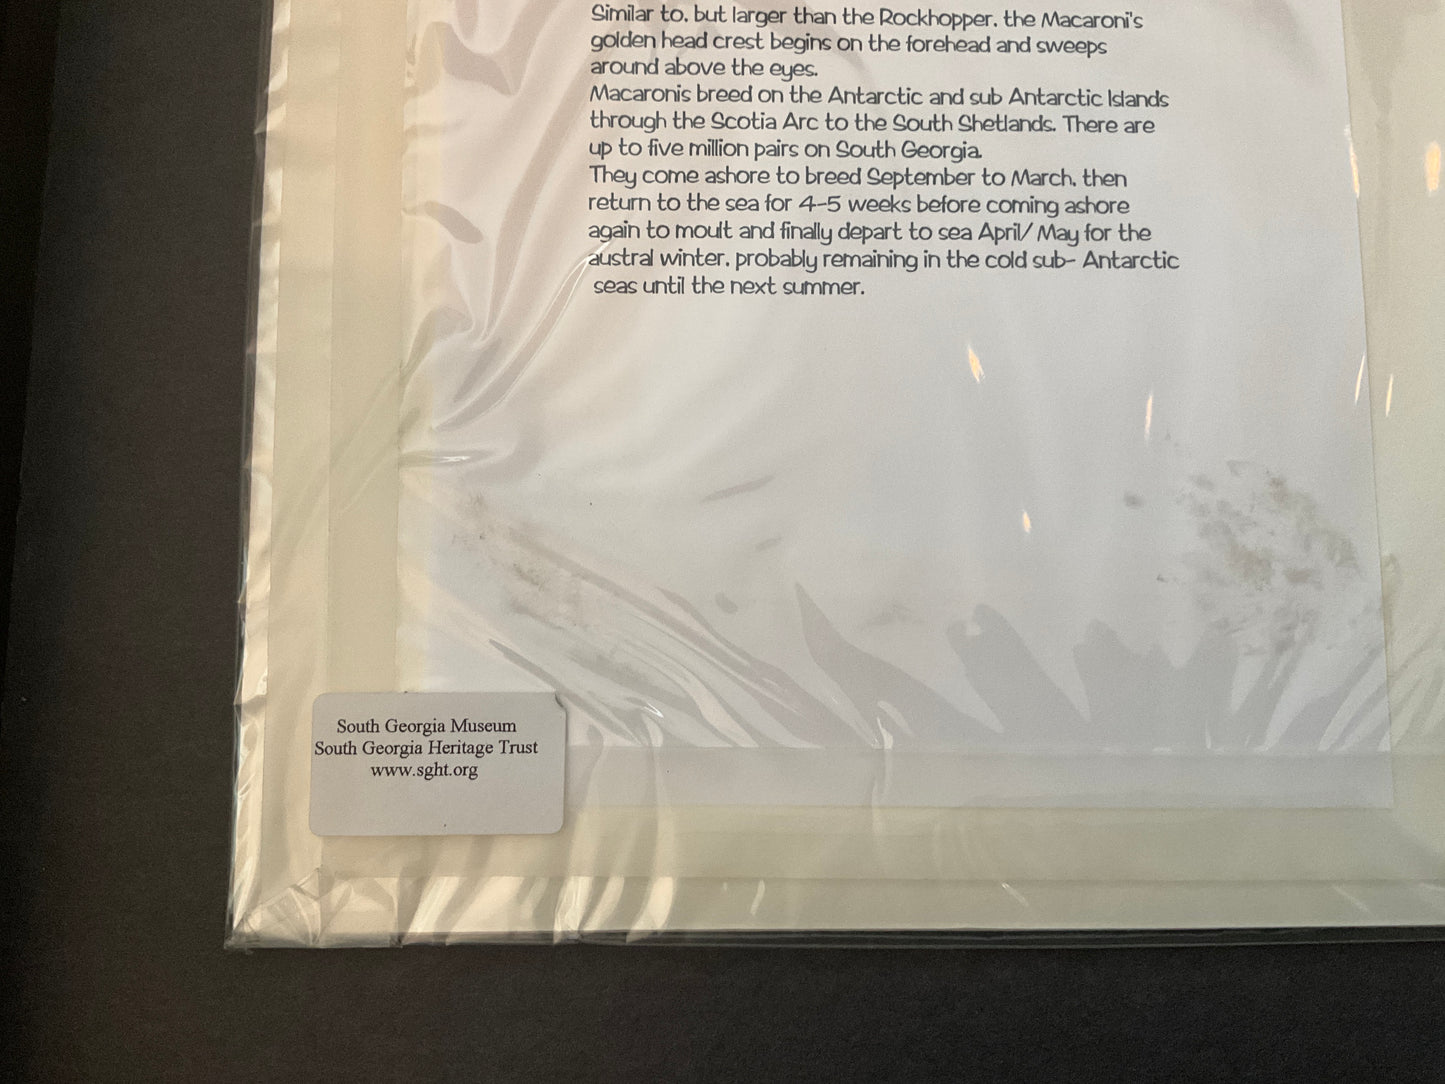 Similar to, but larger than the Rockhopper, the Macaroni's
golden head crest begins on the forehead and sweeps
around above the eyes.
Macaronis breed on the Antarctic and sub Antarctic Islands
through the Scotia Arc to the South Shetlands. There are
up to five million pairs on South Georgia.
They come ashore to breed September to March, then
return to the sea for 4-5 weeks before coming ashore
again to moult and finally depart to sea April/ May for the
austral winter, probably remaining in the cold sub- Antarctic
seas until the next summer.
South Georgia Museum
South Georgia Heritage Trust
www.sght.org